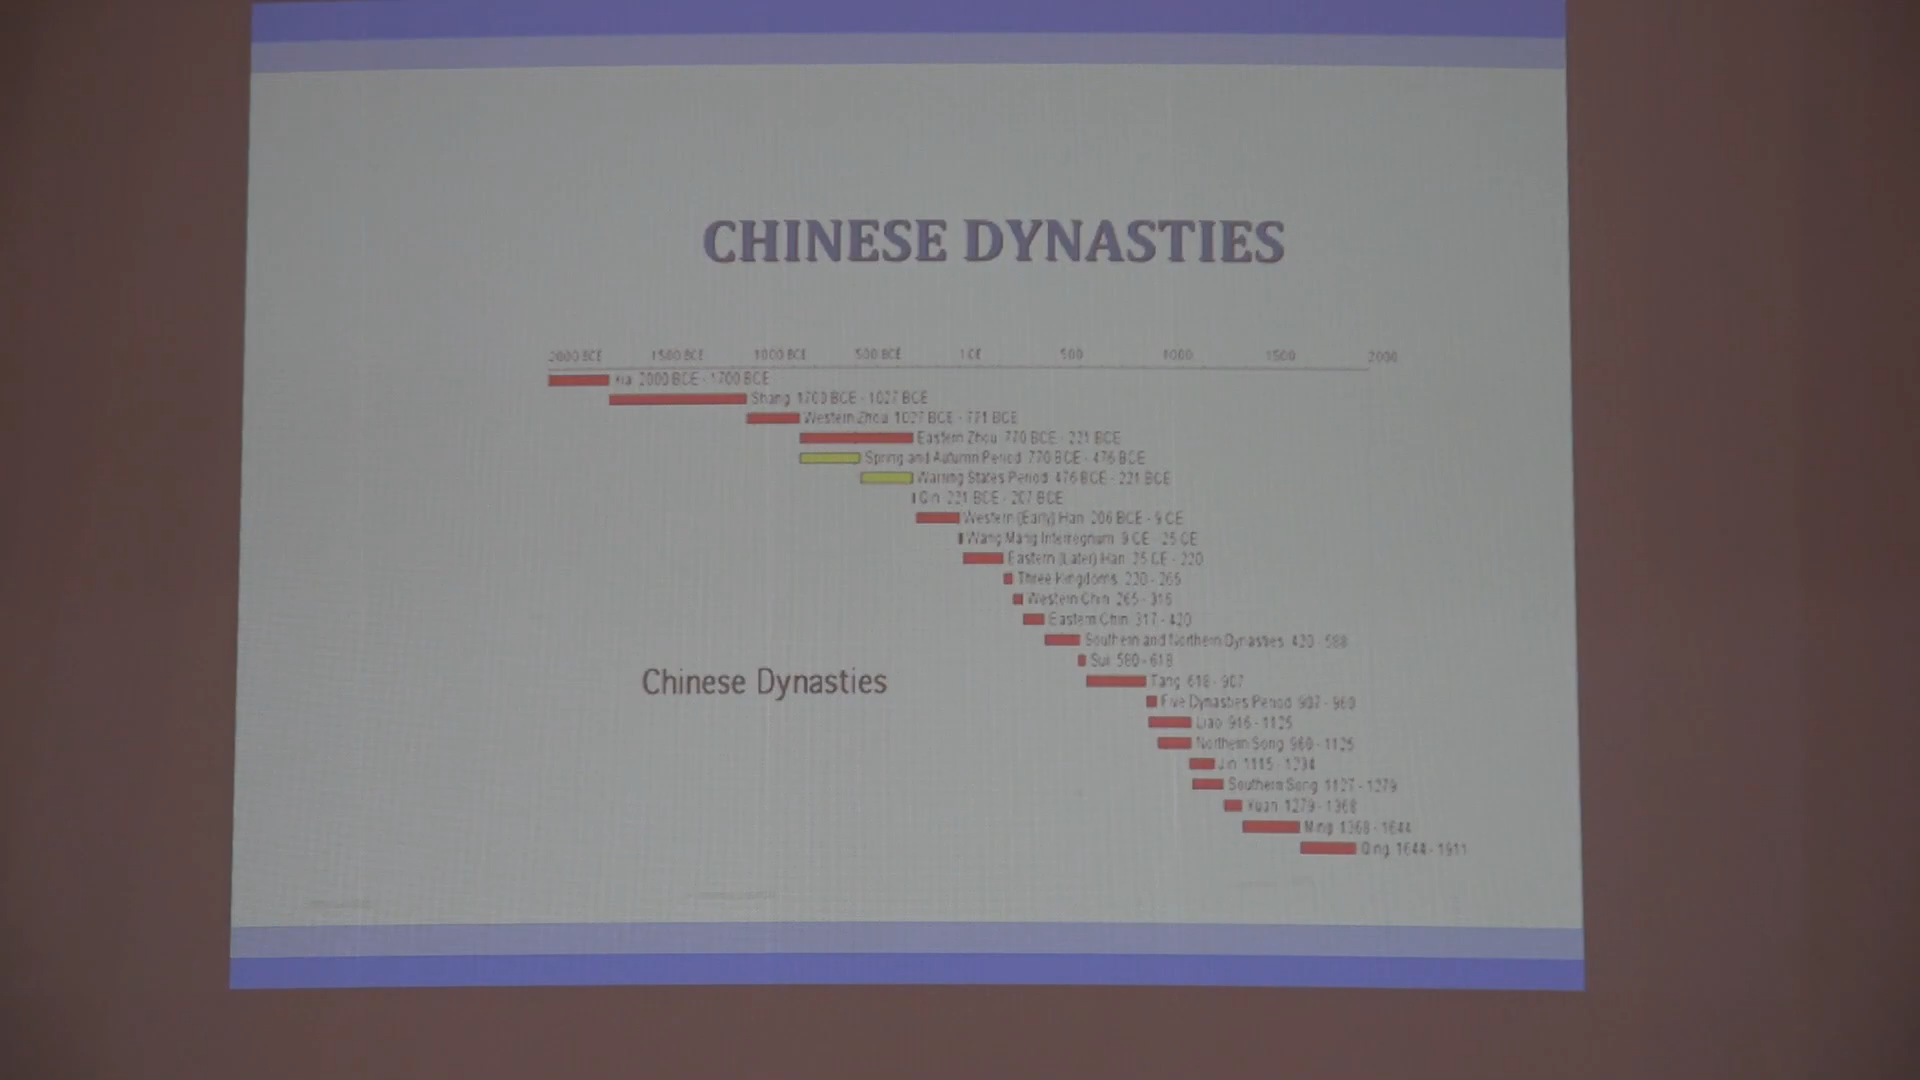 CHINESE DYNASTIES
2000 BCE 1500 BCE 1000 BCE 500 BCE 1 CE 500 1000 1500 2000
Xia 2000 BCE - 1700 BCE
Shang 1700 BCE - 1027 BCE
Western Zhou 1027 BCE - 771 BCE
Eastern Zhou 770 BCE - 221 BCE
Spring and Autumn Period 770 BCE - 476 BCE
Warring States Period 476 BCE - 221 BCE
Qin 221 BCE - 207 BCE
Western (Early) Han 206 BCE - 9 CE
Wang Mang Interregnum 9 CE - 25 CE
Eastern (Later) Han 25 CE - 220
Three Kingdoms 220 - 265
Western Chin 265 - 316
Eastern Chin 317 - 420
Southern and Northern Dynasties 420 - 588
Sui 580 - 618
Chinese Dynasties
Tang 618 - 907
Five Dynasties Period 907 - 960
Liao 916 - 1125
Northern Song 960 - 1125
Jin 1115 - 1234
Southern Song 1127 - 1279
Yuan 1279 - 1368
Ming 1368 - 1644
Qing 1644 - 1911